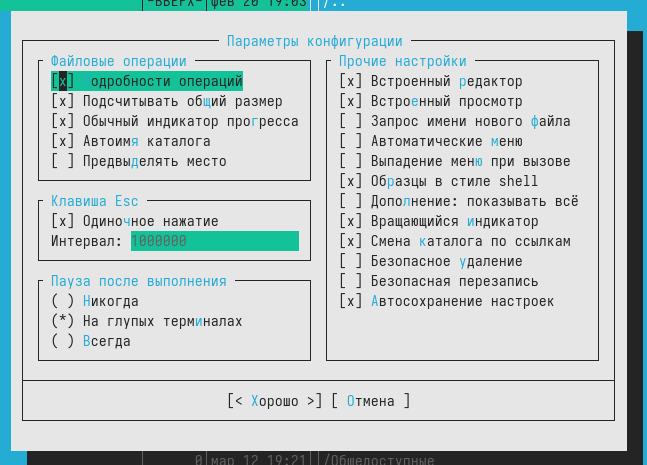 -ВВЕРХ- фев 20 19:03 /..
Параметры конфигурации
Файловые операции
[x] одробности операций
[x] Подсчитывать общий размер
[x] Обычный индикатор прогресса
[x] Автоимя каталога
[ ] Предвыделять место
Клавиша Esc
[x] Одиночное нажатие
Интервал: 1000000
Пауза после выполнения
( ) Никогда
(*) На глупых терминалах
( ) Всегда
Прочие настройки
[x] Встроенный редактор
[x] Встроенный просмотр
[ ] Запрос имени нового файла
[ ] Автоматические меню
[ ] Выпадение меню при вызове
[x] Образцы в стиле shell
[ ] Дополнение: показывать всё
[x] Вращающийся индикатор
[x] Смена каталога по ссылкам
[ ] Безопасное удаление
[ ] Безопасная перезапись
[x] Автосохранение настроек
[< Хорошо >] [ Отмена ]
0 мар 12 19:21 /Общедоступные